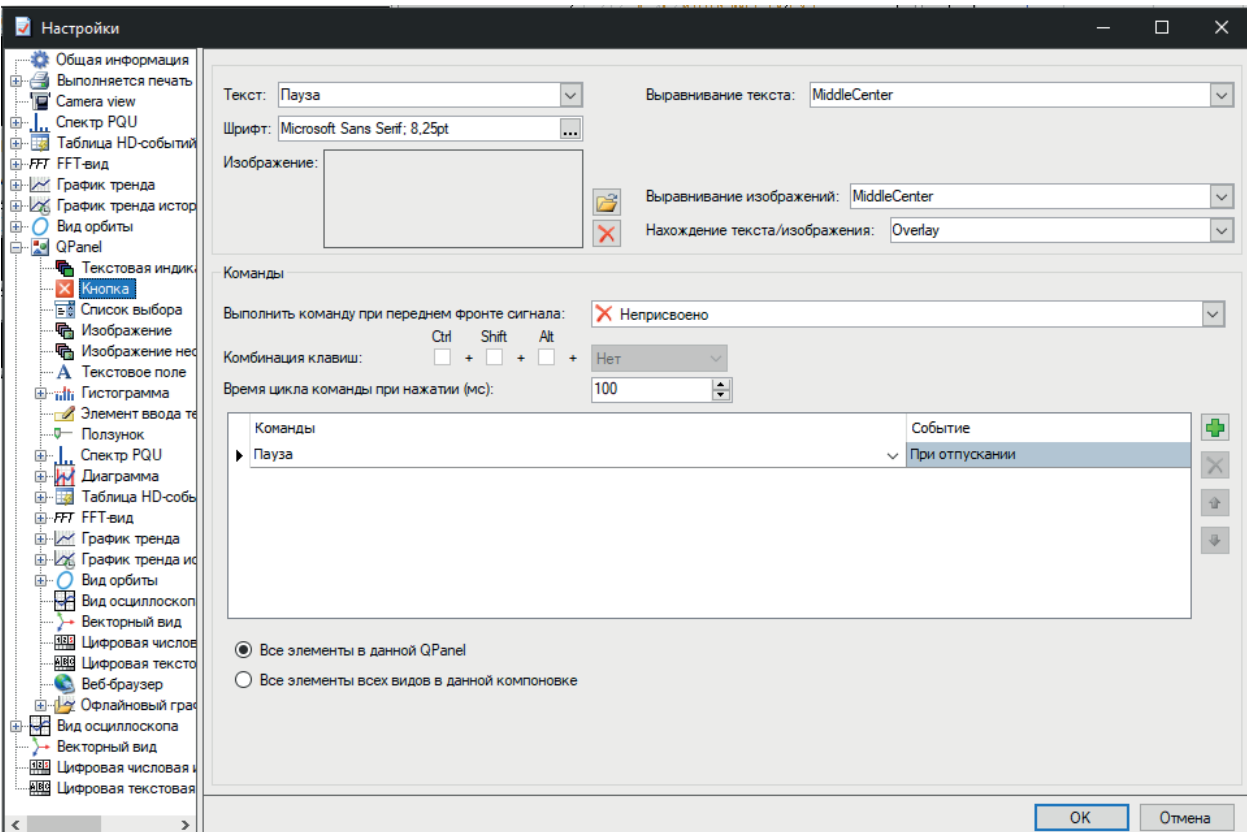 Настройки
Общая информация
Выполняется печать
Camera view
Спектр PQU
Таблица HD-событий
FFT FFT-вид
График тренда
График тренда истор
Вид орбиты
QPanel
Текстовая индика
Кнопка
Список выбора
Изображение
Изображение нес
A Текстовое поле
Гистограмма
Элемент ввода те
Ползунок
Спектр PQU
Диаграмма
Таблица HD-собы
FFT FFT-вид
График тренда
График тренда ис
Вид орбиты
Вид осциллоскоп
Векторный вид
Цифровая числов
Цифровая тексто
Веб-браузер
Офлайновый граф
Вид осциллоскопа
Векторный вид
Цифровая числовая и
Цифровая текстовая
Текст: Пауза
Выравнивание текста: MiddleCenter
Шрифт: Microsoft Sans Serif; 8,25pt ...
Изображение:
Выравнивание изображений: MiddleCenter
Нахождение текста/изображения: Overlay
Команды
Выполнить команду при переднем фронте сигнала: Неприсвоено
Ctrl Shift Alt
Комбинация клавиш: + + + Нет
Время цикла команды при нажатии (мс): 100
Команды Событие
Пауза При отпускании
Все элементы в данной QPanel
Все элементы всех видов в данной компоновке
OK Отмена